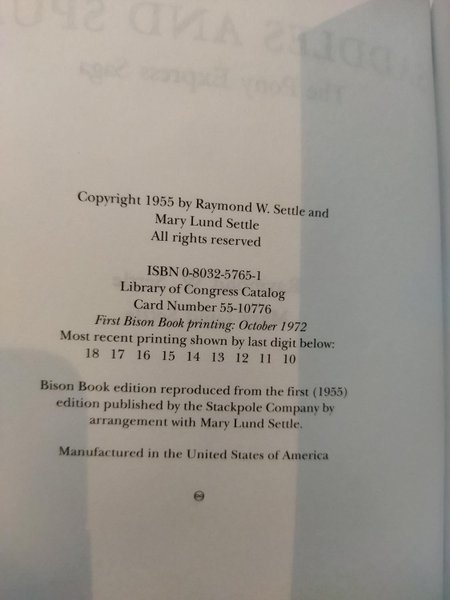 Copyright 1955 by Raymond W. Settle and
Mary Lund Settle
All rights reserved
ISBN 0-8032-5765-1
Library of Congress Catalog
Card Number 55-10776
First Bison Book printing: October 1972
Most recent printing shown by last digit below:
18 17 16 15 14 13 12 11 10
Bison Book edition reproduced from the first (1955)
edition published by the Stackpole Company by
arrangement with Mary Lund Settle.
Manufactured in the United States of America